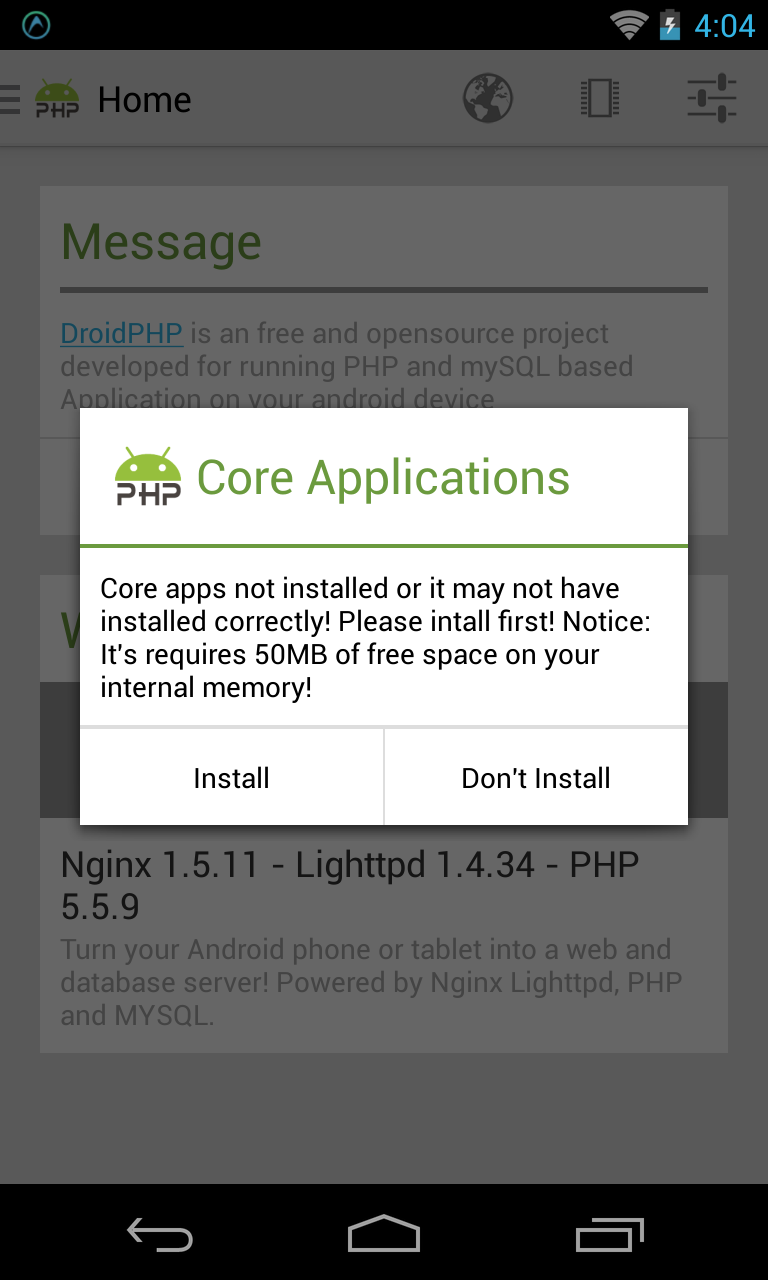 4:04
PHP Home
Message
DroidPHP is an free and opensource project
developed for running PHP and mySQL based
Application on your android device
PHP Core Applications
Core apps not installed or it may not have
installed correctly! Please intall first! Notice:
It's requires 50MB of free space on your
internal memory!
Install
Don't Install
Nginx 1.5.11 - Lighttpd 1.4.34 - PHP
5.5.9
Turn your Android phone or tablet into a web and
database server! Powered by Nginx Lighttpd, PHP
and MYSQL.